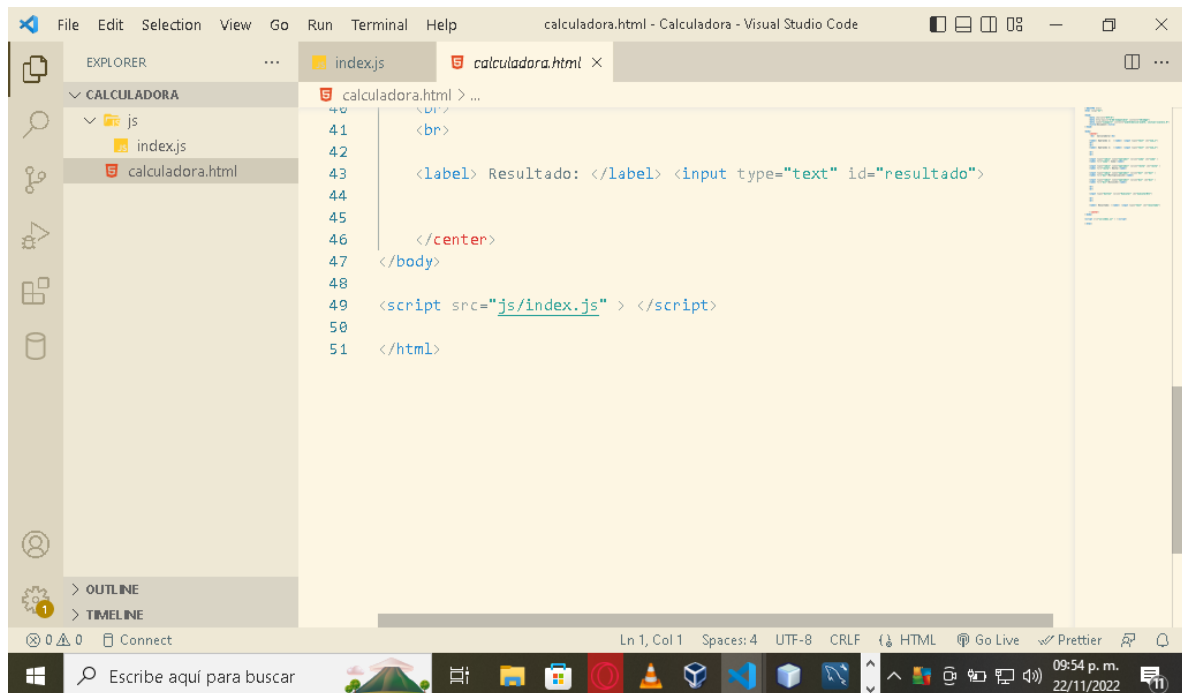 File Edit Selection View Go Run Terminal Help calculadora.html - Calculadora - Visual Studio Code
EXPLORER ...
index.js
calculadora.html
CALCULADORA
js
index.js
calculadora.html
calculadora.html > ...
40 <br>
41 <br>
42
43 <label> Resultado: </label> <input type="text" id="resultado">
44
45
46 </center>
47 </body>
48
49 <script src="js/index.js" > </script>
50
51 </html>
OUTLINE
TIMELINE
1
0 0 Connect Ln 1, Col 1 Spaces: 4 UTF-8 CRLF HTML Go Live Prettier
Escribe aquí para buscar
09:54 p. m.
22/11/2022
11